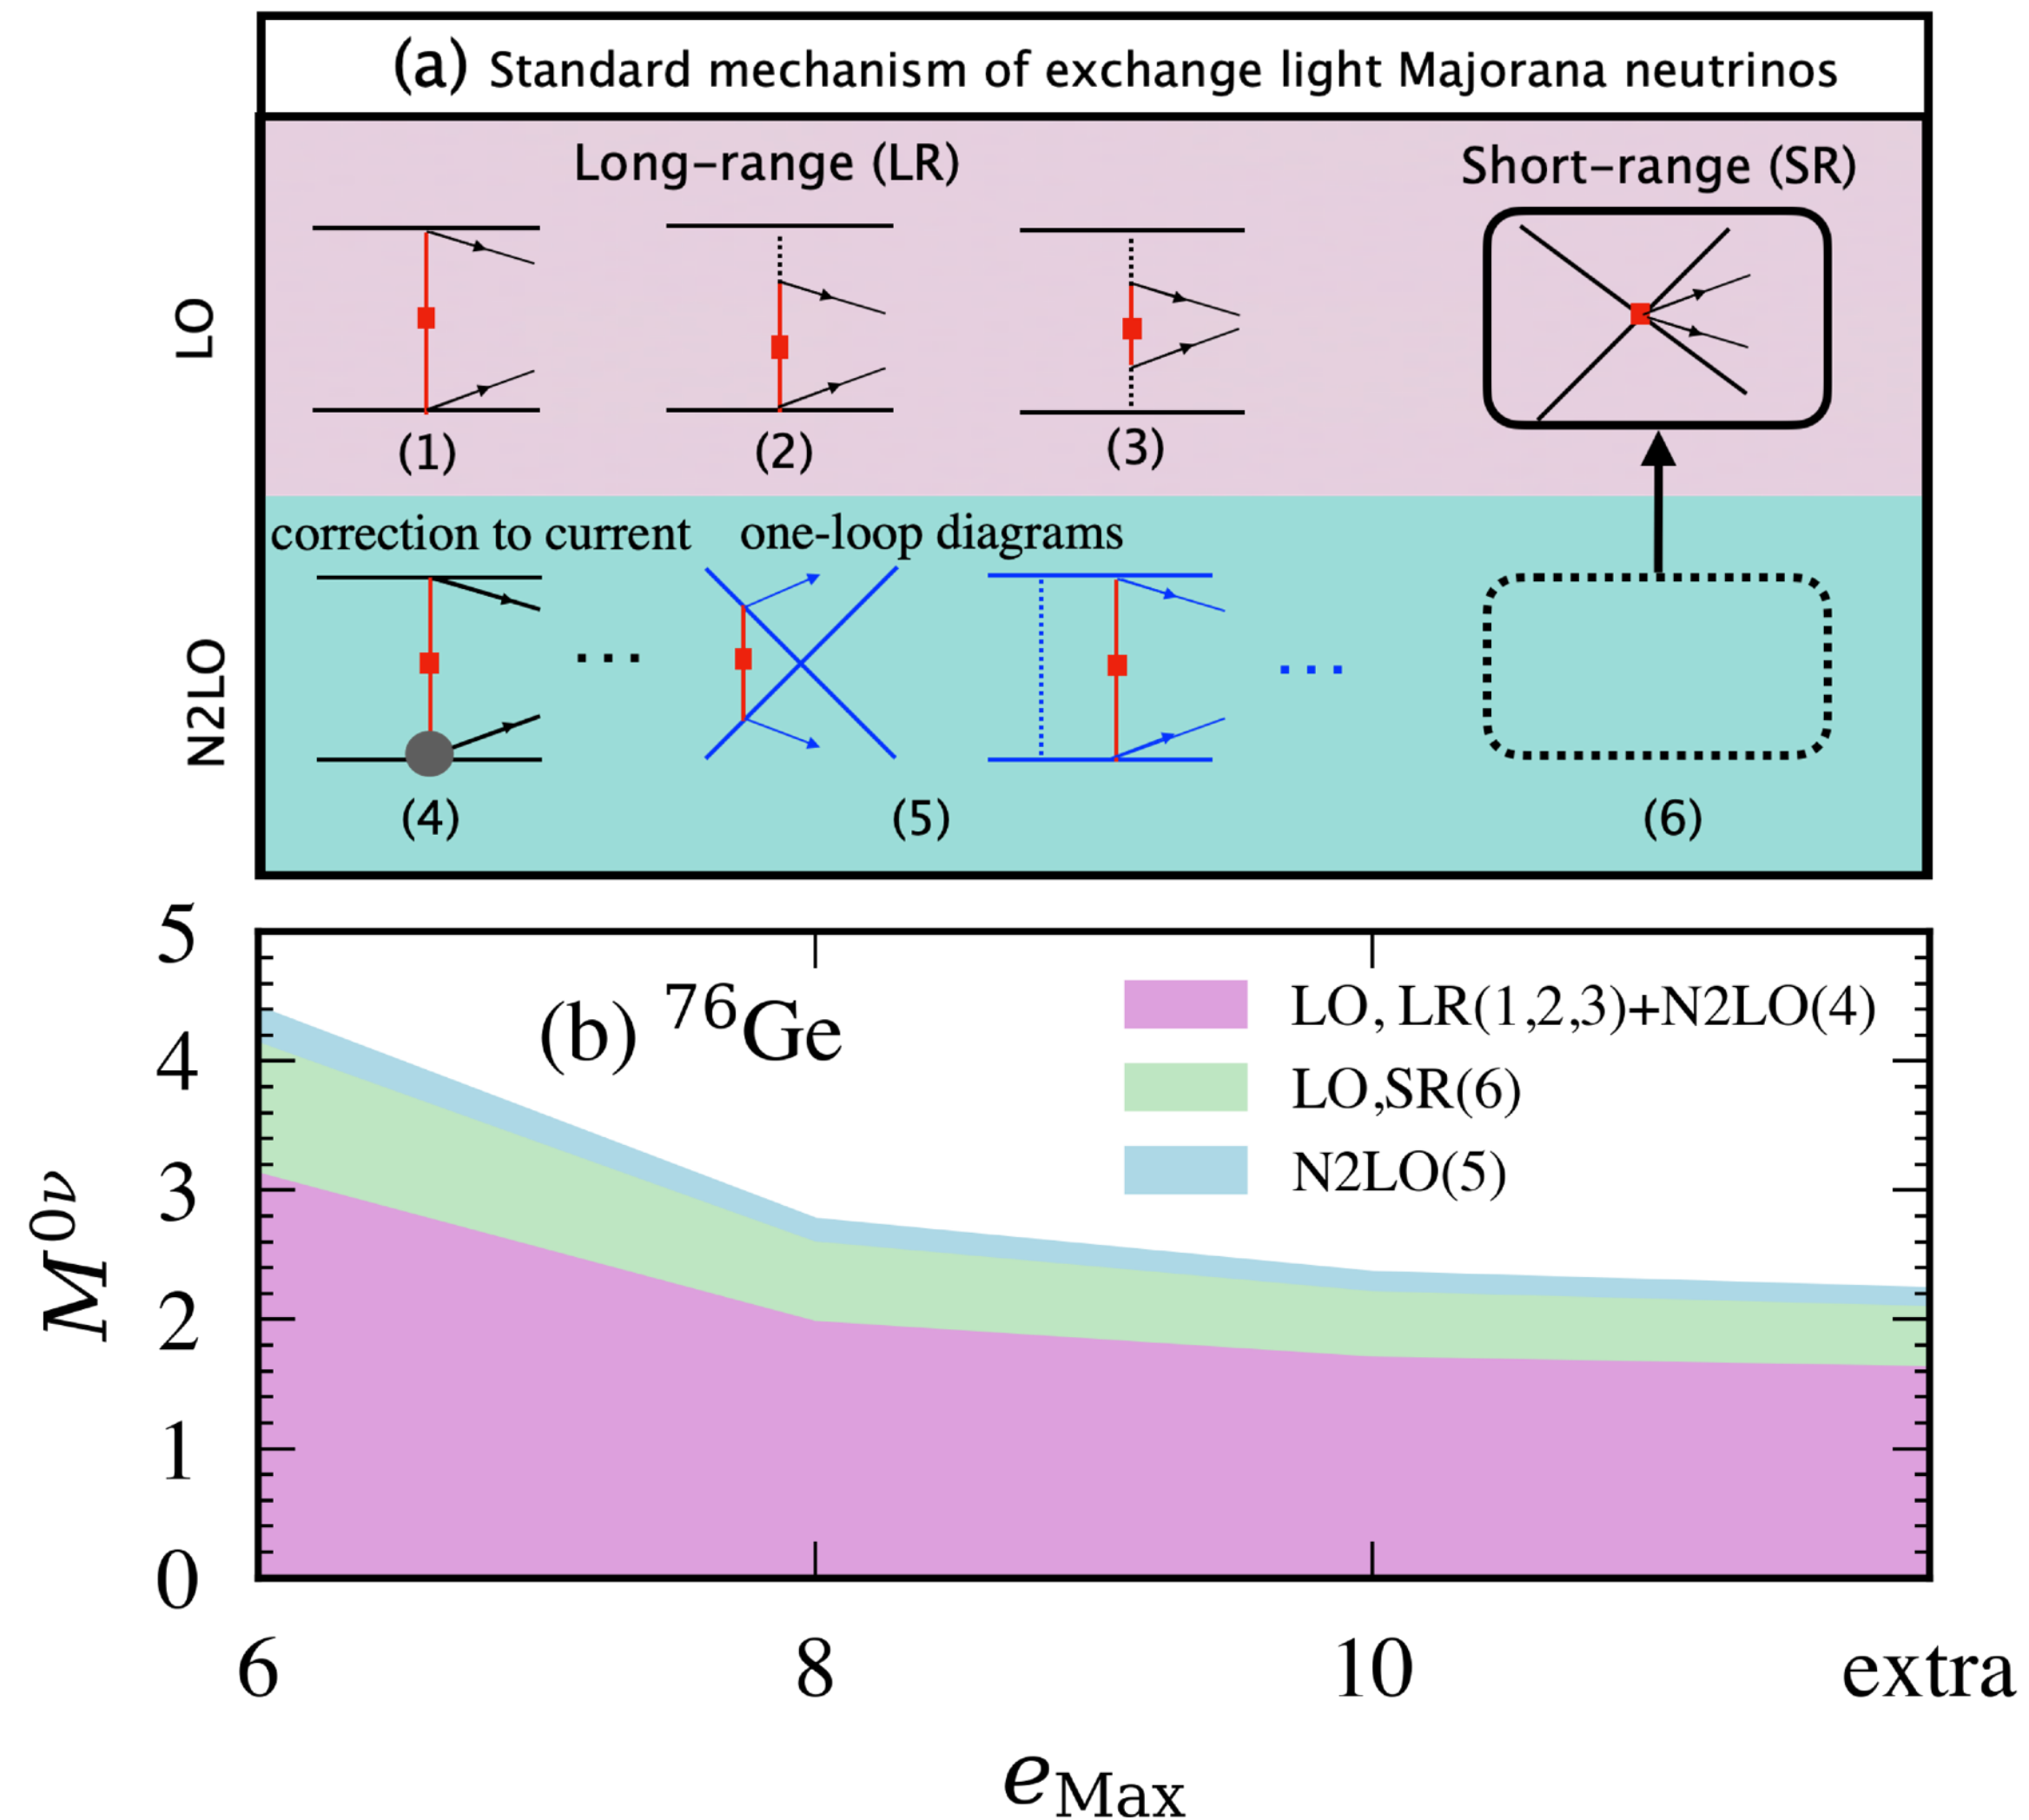 (a) Standard mechanism of exchange light Majorana neutrinos
Long-range (LR)
Short-range (SR)
LO
(1)
(2)
(3)
correction to current
one-loop diagrams
N2LO
...
...
(4)
(5)
(6)
5
4
3
2
1
0
M⁰ᵛ
(b) ⁷⁶Ge
LO, LR(1,2,3)+N2LO(4)
LO,SR(6)
N2LO(5)
6
8
10
extra
eMax